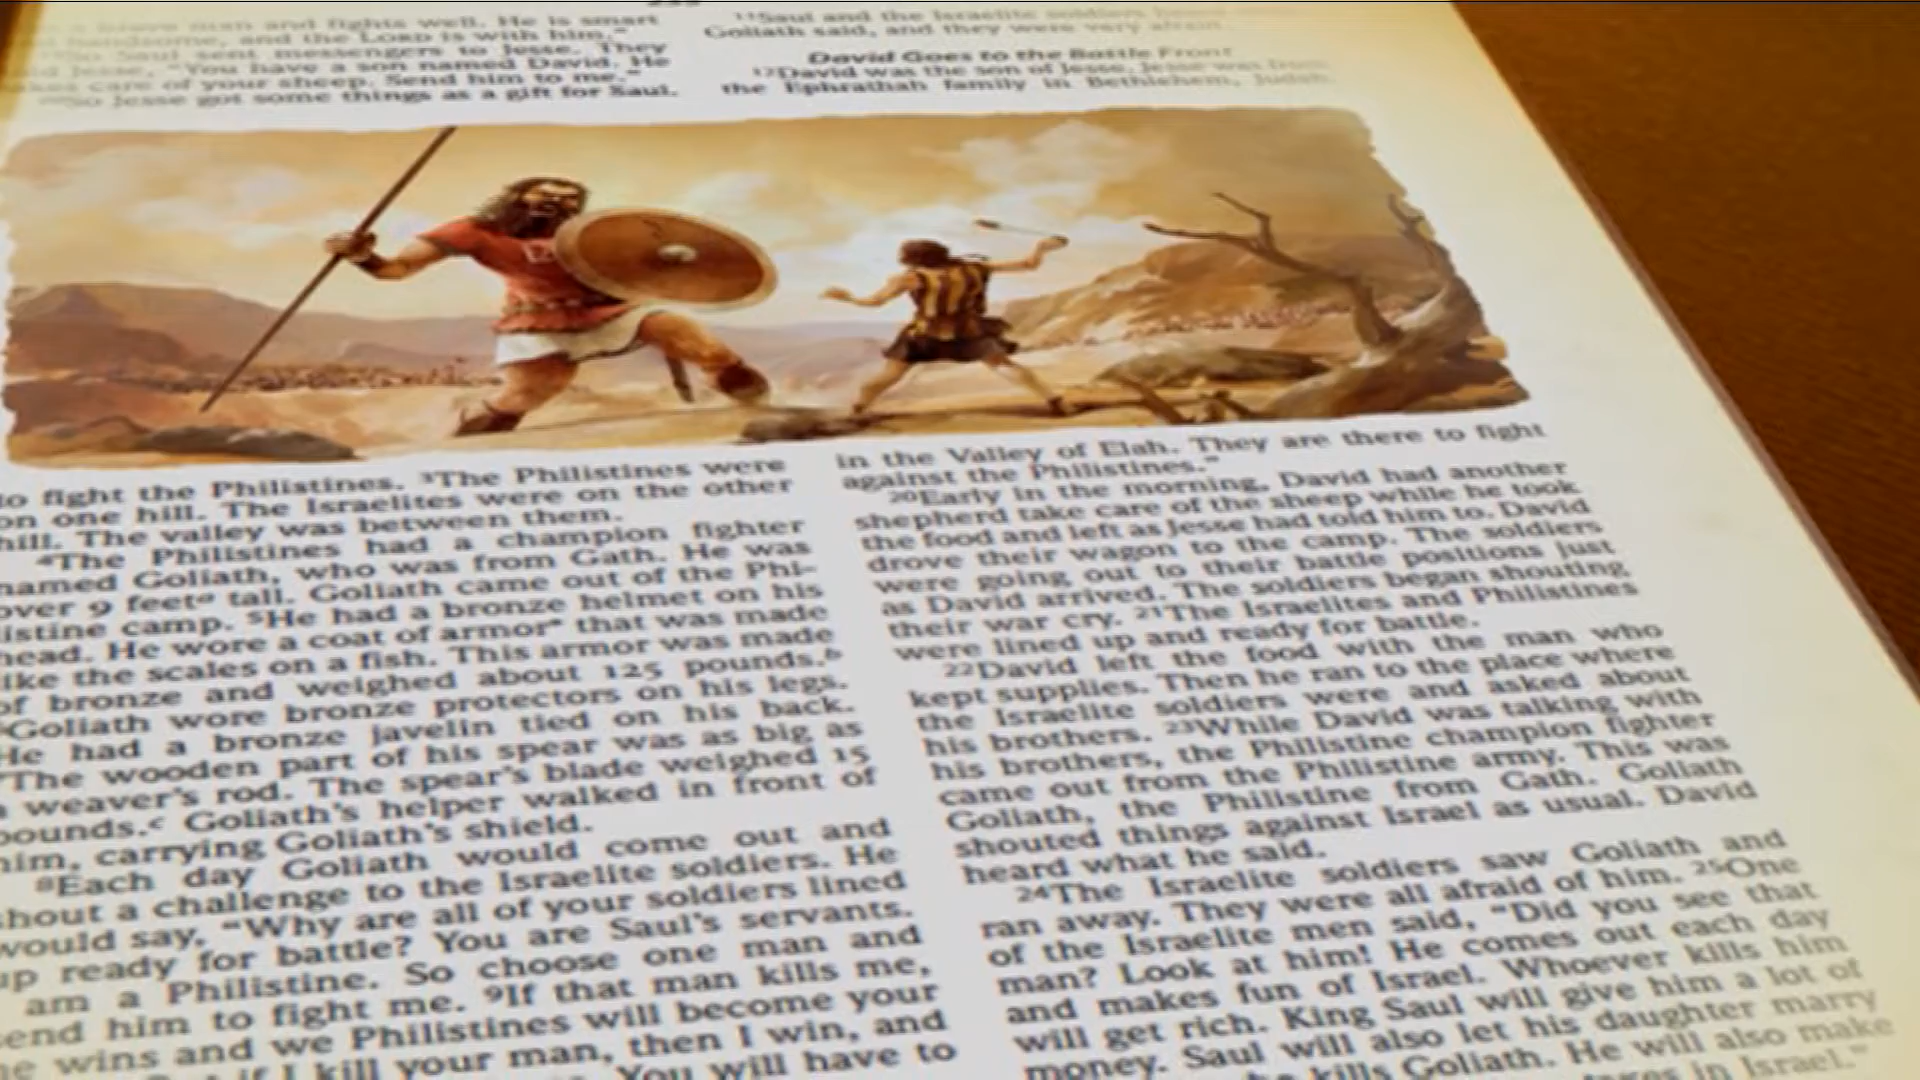 a brave man and fights well. He is smart
handsome, and the LORD is with him."
So Saul sent messengers to Jesse. They
Jesse, "You have a son named David. He
care of your sheep. Send him to me."
So Jesse got some things as a gift for Saul.
¹¹Saul and the Israelite soldiers
Goliath said, and they were very afraid.
David Goes to the Battle Front
¹²David was the son of Jesse. Jesse was from
the Ephrathah family in Bethlehem, Judah.
to fight the Philistines. ³The Philistines were
on one hill. The Israelites were on the other
hill. The valley was between them.
⁴The Philistines had a champion fighter
named Goliath, who was from Gath. He was
over 9 feetᵃ tall. Goliath came out of the Phi-
listine camp. ⁵He had a bronze helmet on his
head. He wore a coat of armor* that was made
like the scales on a fish. This armor was made
of bronze and weighed about 125 pounds.ᵇ
Goliath wore bronze protectors on his legs.
He had a bronze javelin tied on his back.
The wooden part of his spear was as big as
a weaver's rod. The spear's blade weighed 15
pounds.ᶜ Goliath's helper walked in front of
him, carrying Goliath's shield.
⁸Each day Goliath would come out and
shout a challenge to the Israelite soldiers. He
would say, "Why are all of your soldiers lined
up ready for battle? You are Saul's servants.
am a Philistine. So choose one man and
send him to fight me. ⁹If that man kills me,
he wins and we Philistines will become your
if I kill your man, then I win, and
You will have to
in the Valley of Elah. They are there to fight
against the Philistines."
²⁰Early in the morning, David had another
shepherd take care of the sheep while he took
the food and left as Jesse had told him to. David
drove their wagon to the camp. The soldiers
were going out to their battle positions just
as David arrived. The soldiers began shouting
their war cry. ²¹The Israelites and Philistines
were lined up and ready for battle.
²²David left the food with the man who
kept supplies. Then he ran to the place where
the Israelite soldiers were and asked about
his brothers. ²³While David was talking with
his brothers, the Philistine champion fighter
came out from the Philistine army. This was
Goliath, the Philistine from Gath. Goliath
shouted things against Israel as usual. David
heard what he said.
²⁴The Israelite soldiers saw Goliath and
ran away. They were all afraid of him. ²⁵One
of the Israelite men said, "Did you see that
man? Look at him! He comes out each day
and makes fun of Israel. Whoever kills him
will get rich. King Saul will give him a lot of
money. Saul will also let his daughter marry
kills Goliath. He will also make
in Israel."